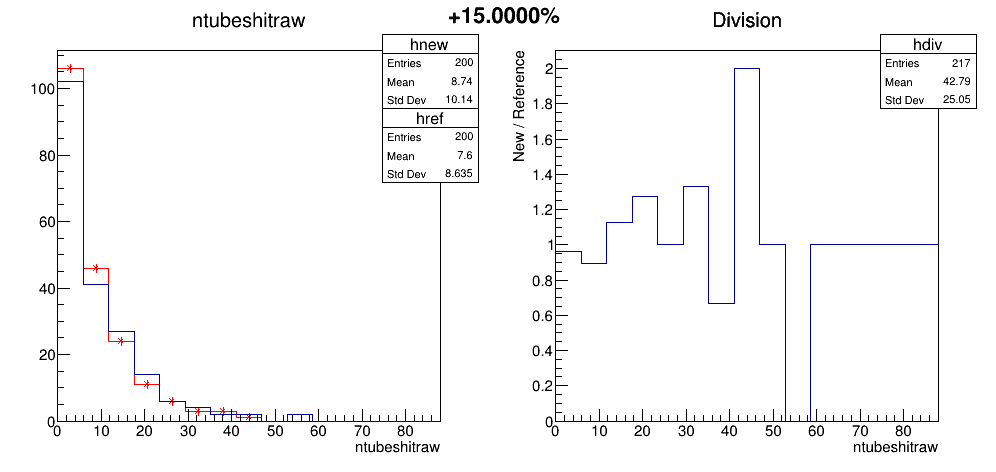 +15.0000%
ntubeshitraw
hnew
Entries 200
Mean 8.74
Std Dev 10.14
href
Entries 200
Mean 7.6
Std Dev 8.635
100
80
60
40
20
0
0 10 20 30 40 50 60 70 80
ntubeshitraw
Division
hdiv
Entries 217
Mean 42.79
Std Dev 25.05
New / Reference
2
1.8
1.6
1.4
1.2
1
0.8
0.6
0.4
0.2
0
0 10 20 30 40 50 60 70 80
ntubeshitraw